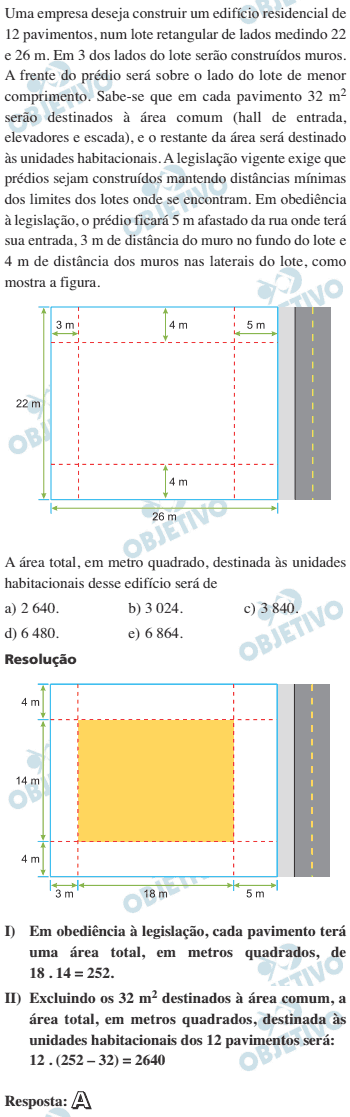 Uma empresa deseja construir um edifício residencial de
12 pavimentos, num lote retangular de lados medindo 22
e 26 m. Em 3 dos lados do lote serão construídos muros.
A frente do prédio será sobre o lado do lote de menor
comprimento. Sabe-se que em cada pavimento 32 m²
serão destinados à área comum (hall de entrada,
elevadores e escada), e o restante da área será destinado
às unidades habitacionais. A legislação vigente exige que
prédios sejam construídos mantendo distâncias mínimas
dos limites dos lotes onde se encontram. Em obediência
à legislação, o prédio ficará 5 m afastado da rua onde terá
sua entrada, 3 m de distância do muro no fundo do lote e
4 m de distância dos muros nas laterais do lote, como
mostra a figura.
3 m
4 m
5 m
22 m
4 m
26 m
A área total, em metro quadrado, destinada às unidades
habitacionais desse edifício será de
a) 2 640. b) 3 024. c) 3 840.
d) 6 480. e) 6 864.
Resolução
4 m
14 m
4 m
3 m
18 m
5 m
I) Em obediência à legislação, cada pavimento terá
uma área total, em metros quadrados, de
18 . 14 = 252.
II) Excluindo os 32 m² destinados à área comum, a
área total, em metros quadrados, destinada às
unidades habitacionais dos 12 pavimentos será:
12 . (252 – 32) = 2640
Resposta: A
OBJETIVO